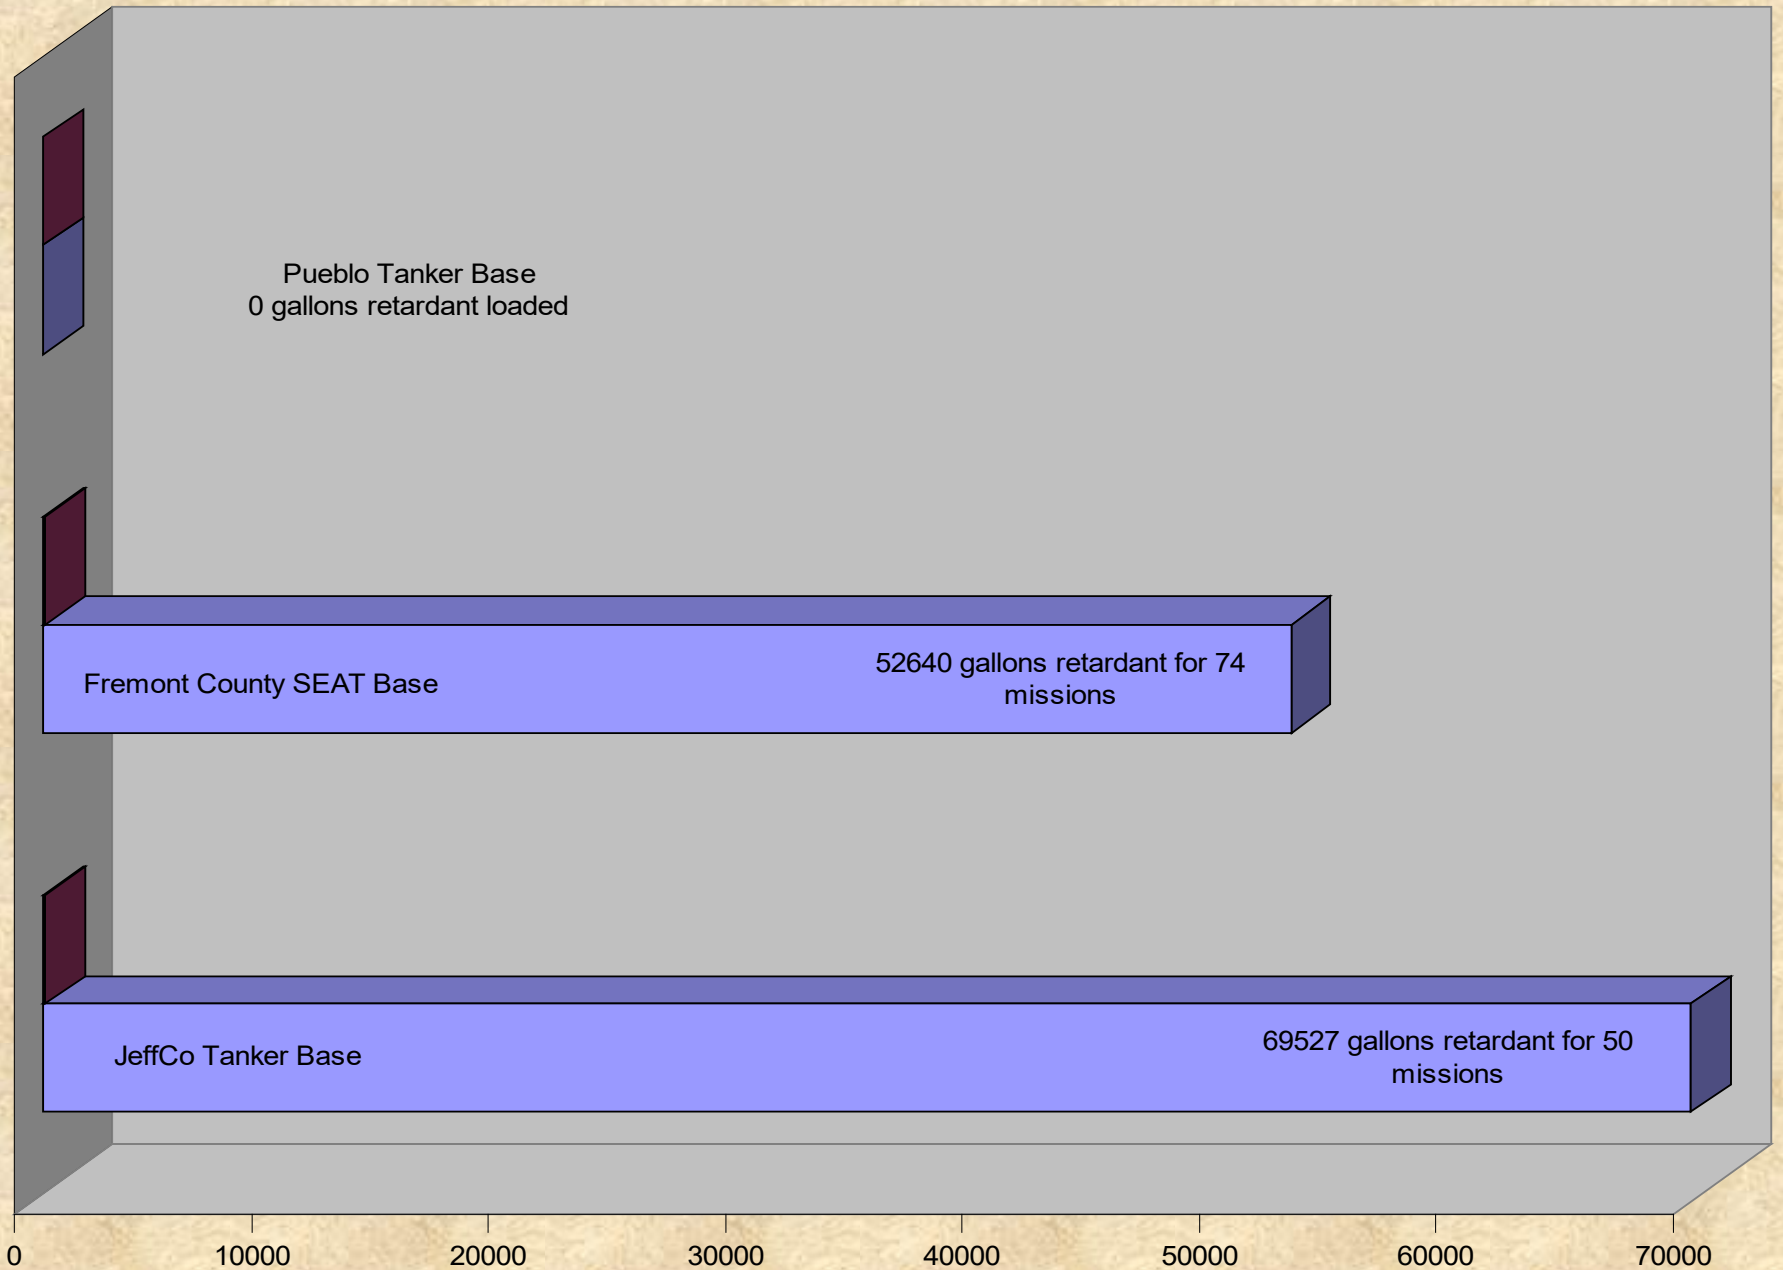 Pueblo Tanker Base
0 gallons retardant loaded
Fremont County SEAT Base
52640 gallons retardant for 74
missions
JeffCo Tanker Base
69527 gallons retardant for 50
missions
0 10000 20000 30000 40000 50000 60000 70000